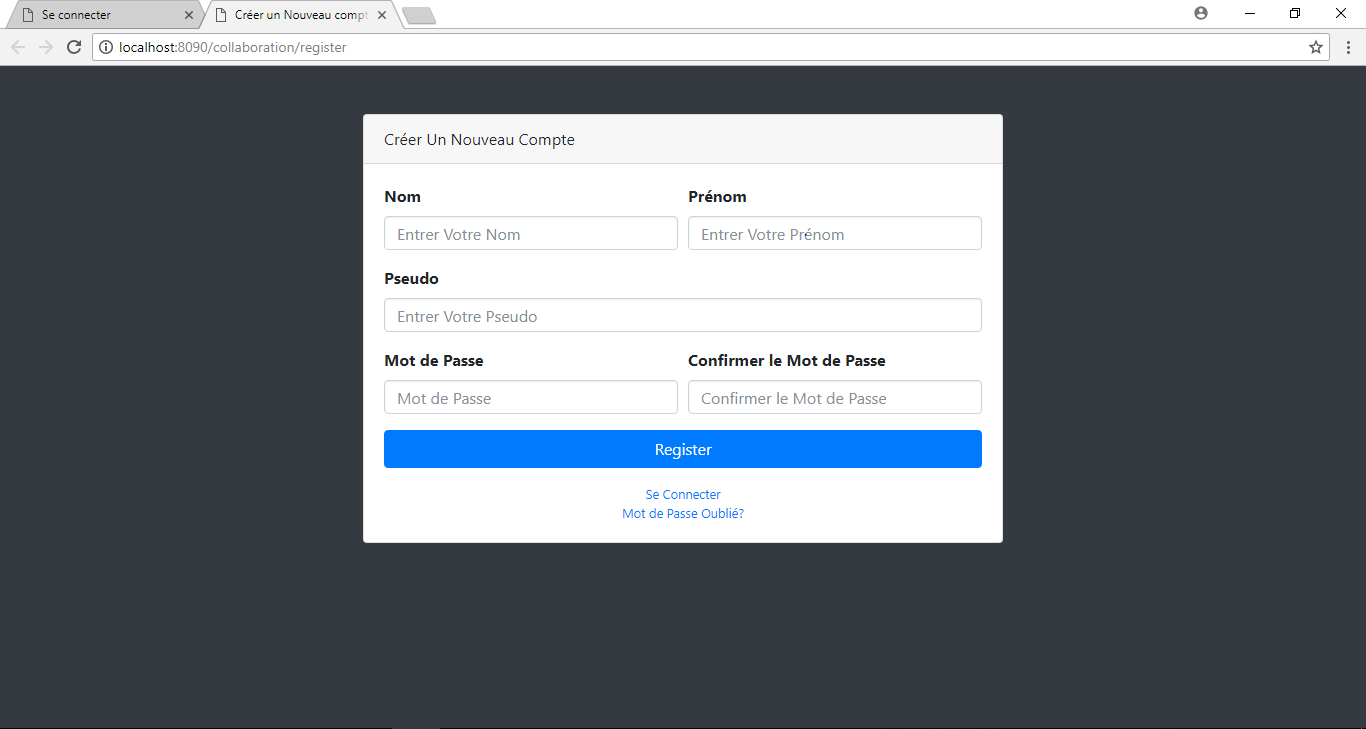 Se connecter
Créer un Nouveau compt
localhost:8090/collaboration/register
Créer Un Nouveau Compte
Nom Prénom
Entrer Votre Nom Entrer Votre Prénom
Pseudo
Entrer Votre Pseudo
Mot de Passe Confirmer le Mot de Passe
Mot de Passe Confirmer le Mot de Passe
Register
Se Connecter
Mot de Passe Oublié?